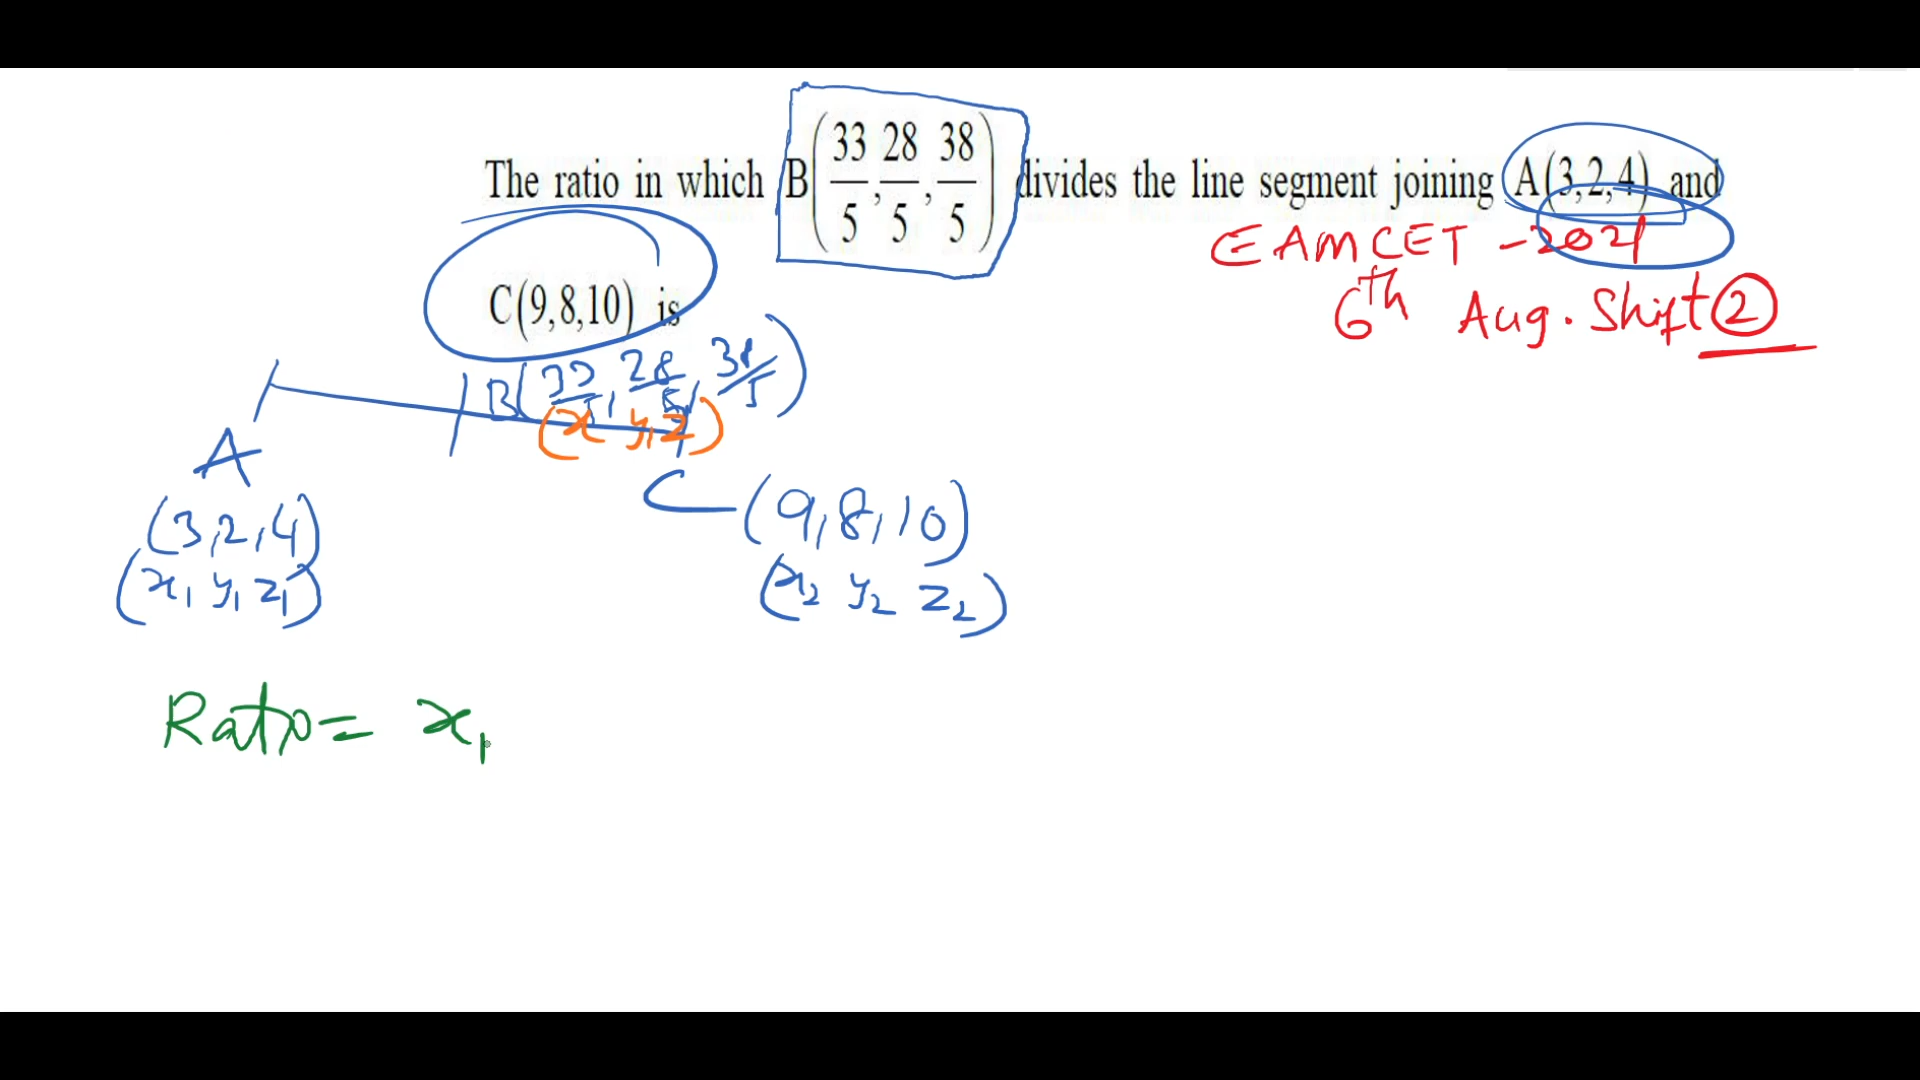 The ratio in which B(33/5, 28/5, 38/5) divides the line segment joining A(3,2,4) and
EAMCET - 2021
C(9,8,10) is
6th Aug. Shift ②
B(33/5, 28/5, 38/5)
(x y, z)
A
C (9, 8, 10)
(3, 2, 4)
(x₁ y₁ z₁)
(x₂ y₂ z₂)
Ratio = x₁